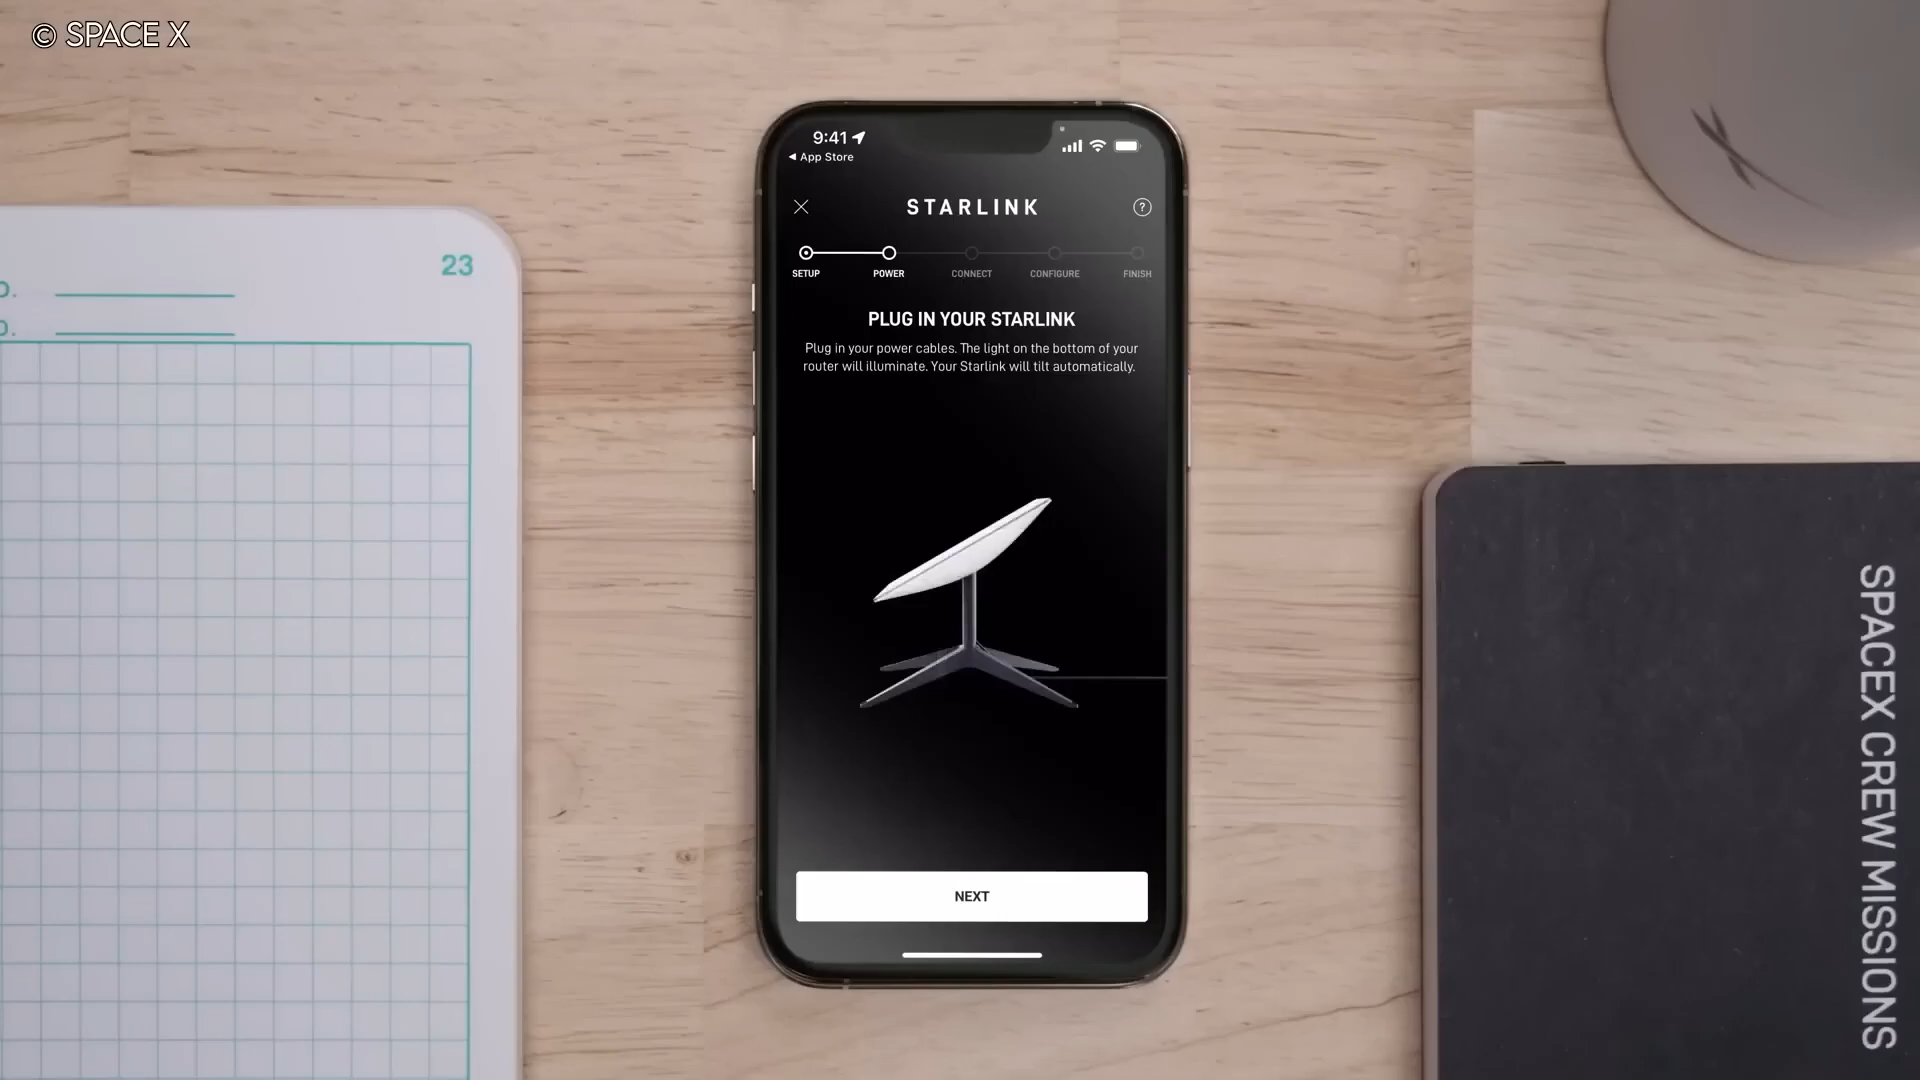 © SPACE X
9:41
App Store
STARLINK
?
SETUP
POWER
CONNECT
CONFIGURE
FINISH
PLUG IN YOUR STARLINK
Plug in your power cables. The light on the bottom of your
router will illuminate. Your Starlink will tilt automatically.
NEXT
23
SPACEX CREW MISSIONS